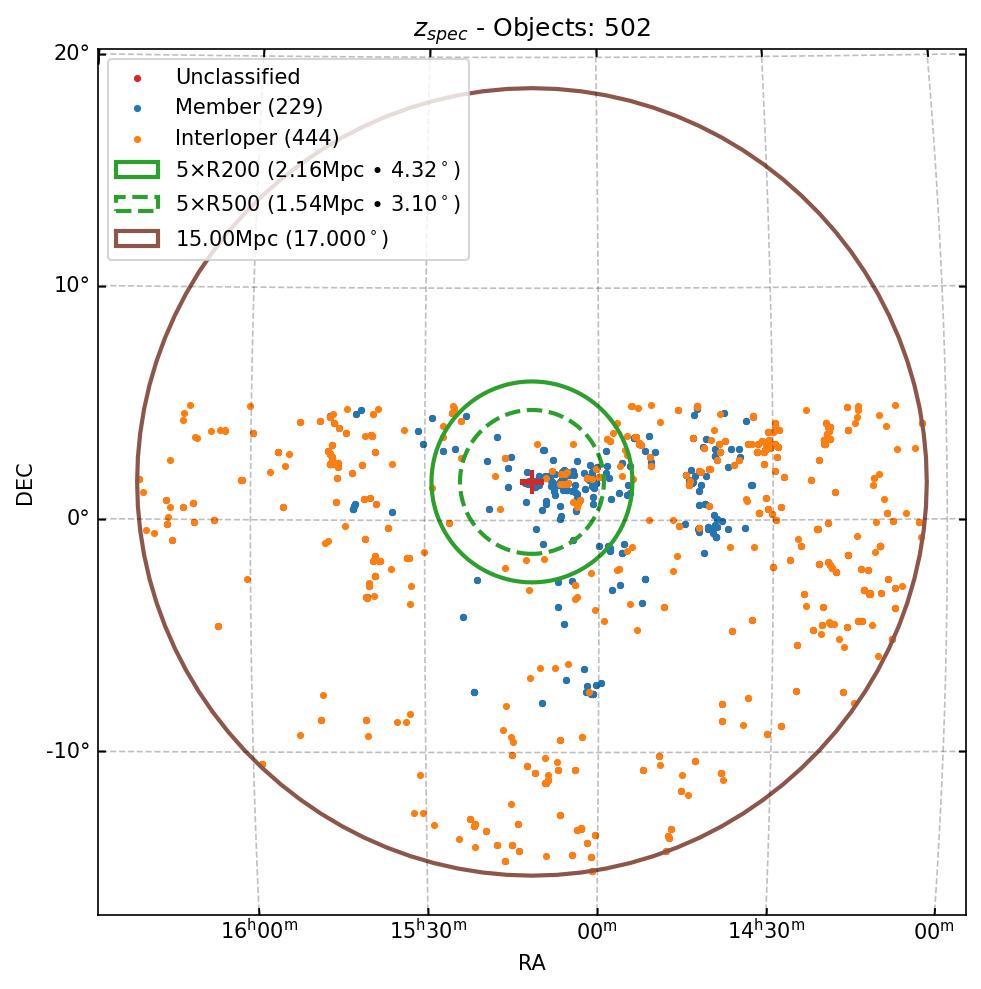 z_spec - Objects: 502
Unclassified
Member (229)
Interloper (444)
5×R200 (2.16Mpc • 4.32°)
5×R500 (1.54Mpc • 3.10°)
15.00Mpc (17.000°)
20°
10°
0°
-10°
DEC
16ʰ00ᵐ 15ʰ30ᵐ 00ᵐ 14ʰ30ᵐ 00ᵐ
RA